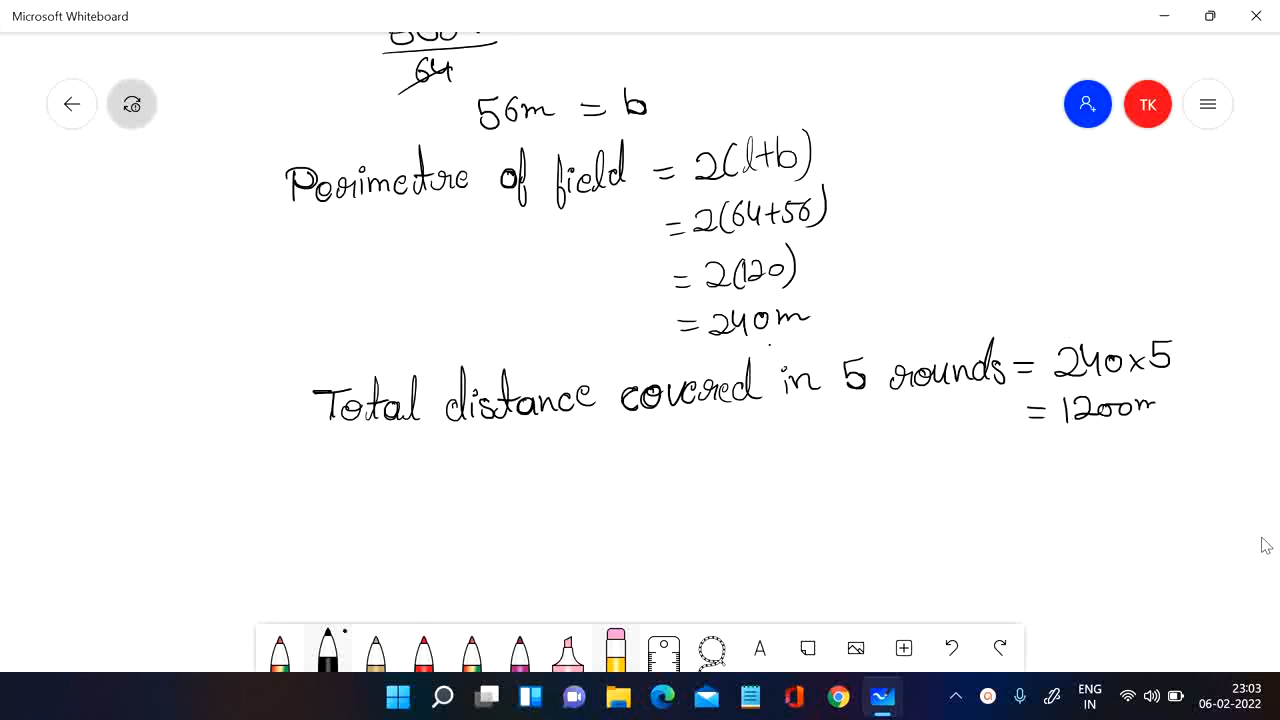 Microsoft Whiteboard
64
56m = b
TK
Perimetre of field = 2(l+b)
= 2(64+56)
= 2(120)
= 240m
Total distance covered in 5 rounds = 240×5
= 1200m
A
ENG
IN
23:03
06-02-2022